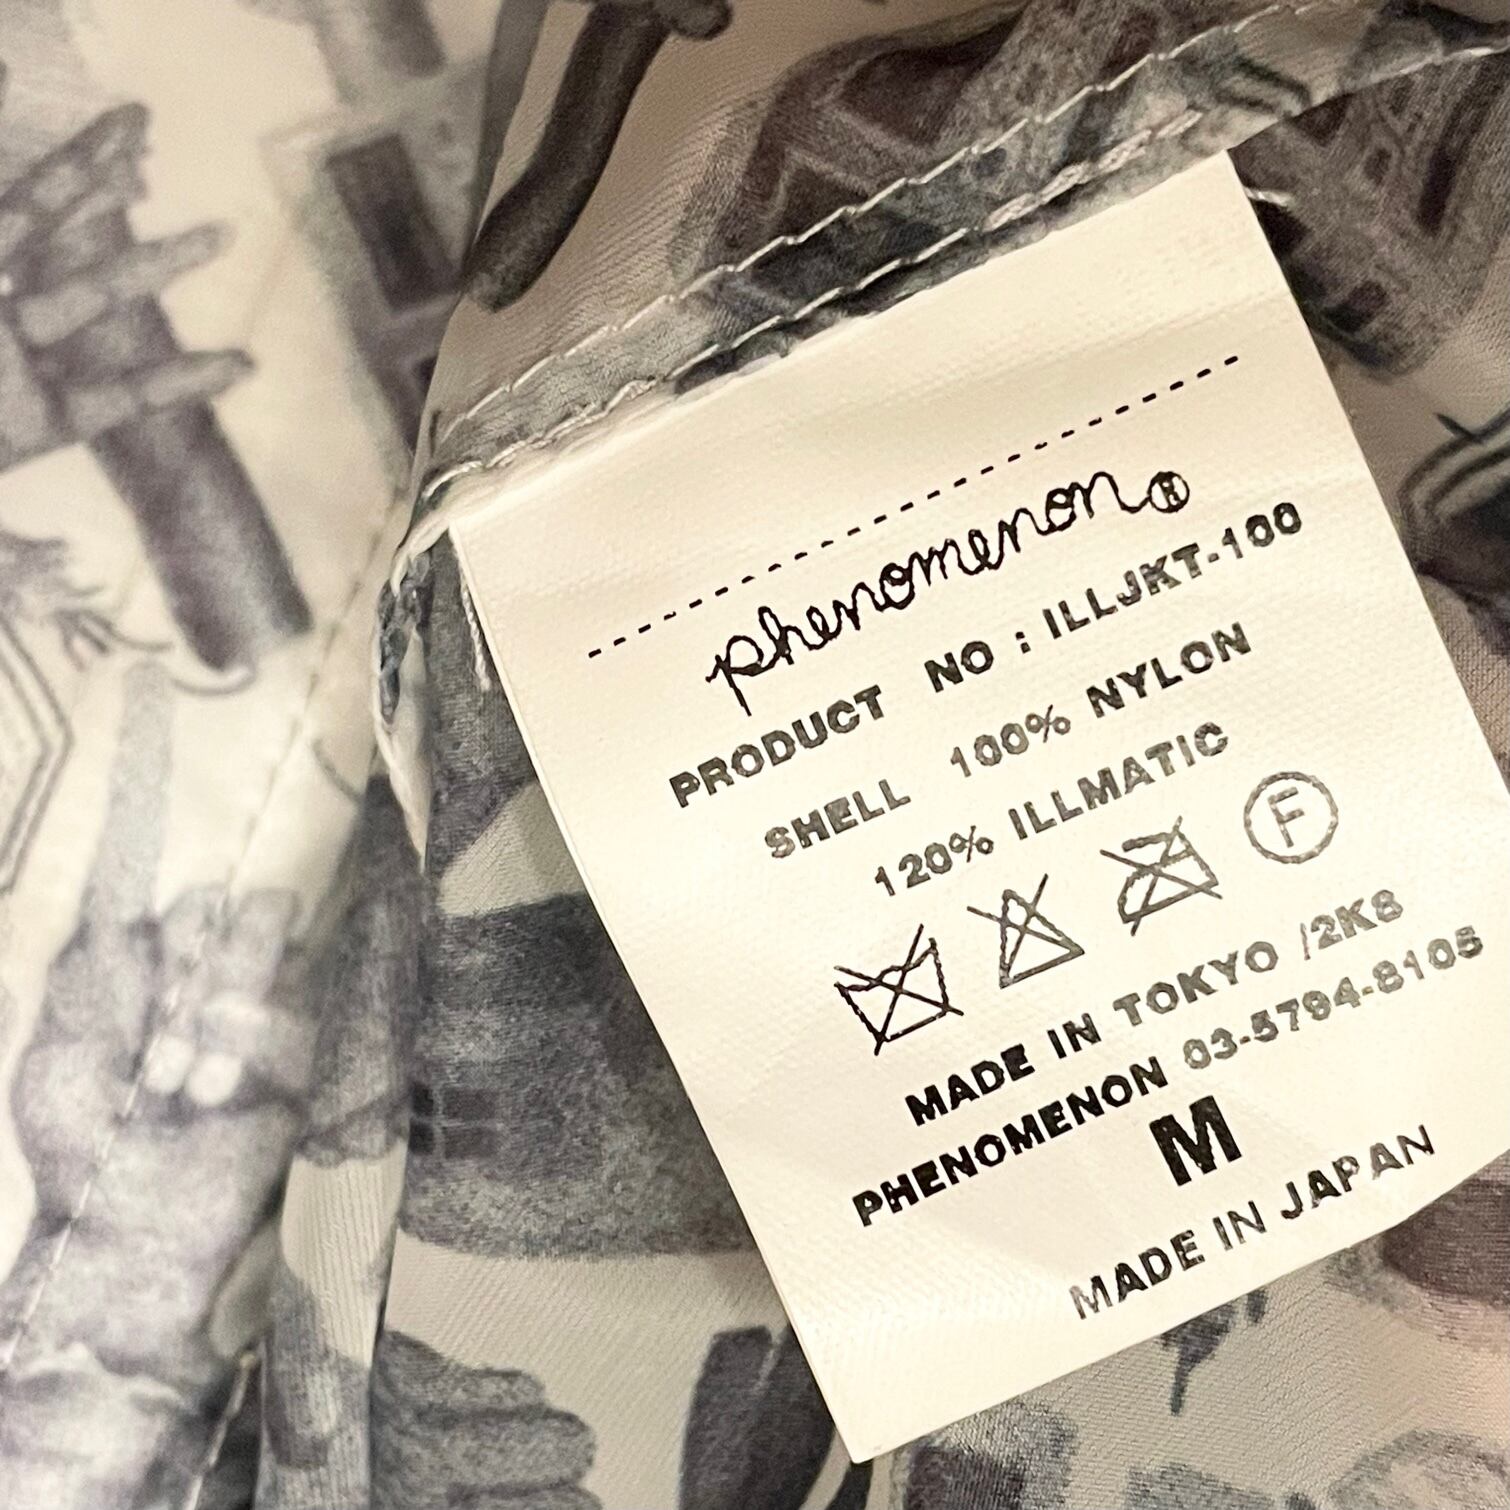 phenomenon®
PRODUCT NO : ILLJKT-100
SHELL 100% NYLON
120% ILLMATIC
F
MADE IN TOKYO /2K8
PHENOMENON 03-5794-8105
M
MADE IN JAPAN